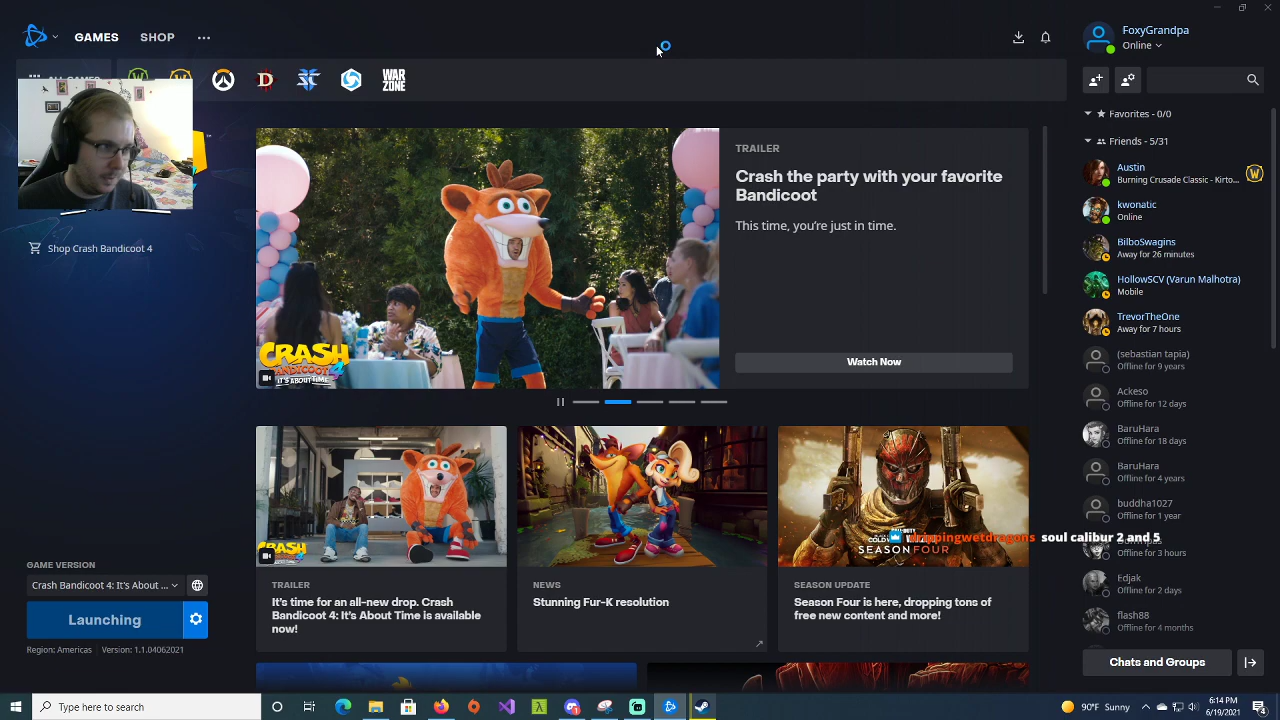 GAMES
SHOP
FoxyGrandpa
Online
WAR
ZONE
Favorites - 0/0
Friends - 5/31
Austin
Burning Crusade Classic - Kirto...
kwonatic
Online
BilboSwagins
Away for 26 minutes
HollowSCV (Varun Malhotra)
Mobile
TrevorTheOne
Away for 7 hours
(sebastian tapia)
Offline for 9 years
Ackeso
Offline for 12 days
BaruHara
Offline for 18 days
BaruHara
Offline for 4 years
buddha1027
Offline for 1 year
Offline for 3 hours
Edjak
Offline for 2 days
flash88
Offline for 4 months
Chats and Groups
Shop Crash Bandicoot 4
TRAILER
Crash the party with your favorite
Bandicoot
This time, you're just in time.
Watch Now
CRASH
BANDICOOT 4
IT'S ABOUT TIME
TRAILER
It's time for an all-new drop. Crash
Bandicoot 4: It's About Time is available
now!
NEWS
Stunning Fur-K resolution
SEASON FOUR
SEASON UPDATE
Season Four is here, dropping tons of
free new content and more!
drippingwetdragons soul calibur 2 and 5
GAME VERSION
Crash Bandicoot 4: It's About ...
Launching
Region: Americas
Version: 1.1.04062021
Type here to search
90°F Sunny
6:14 PM
6/19/2021